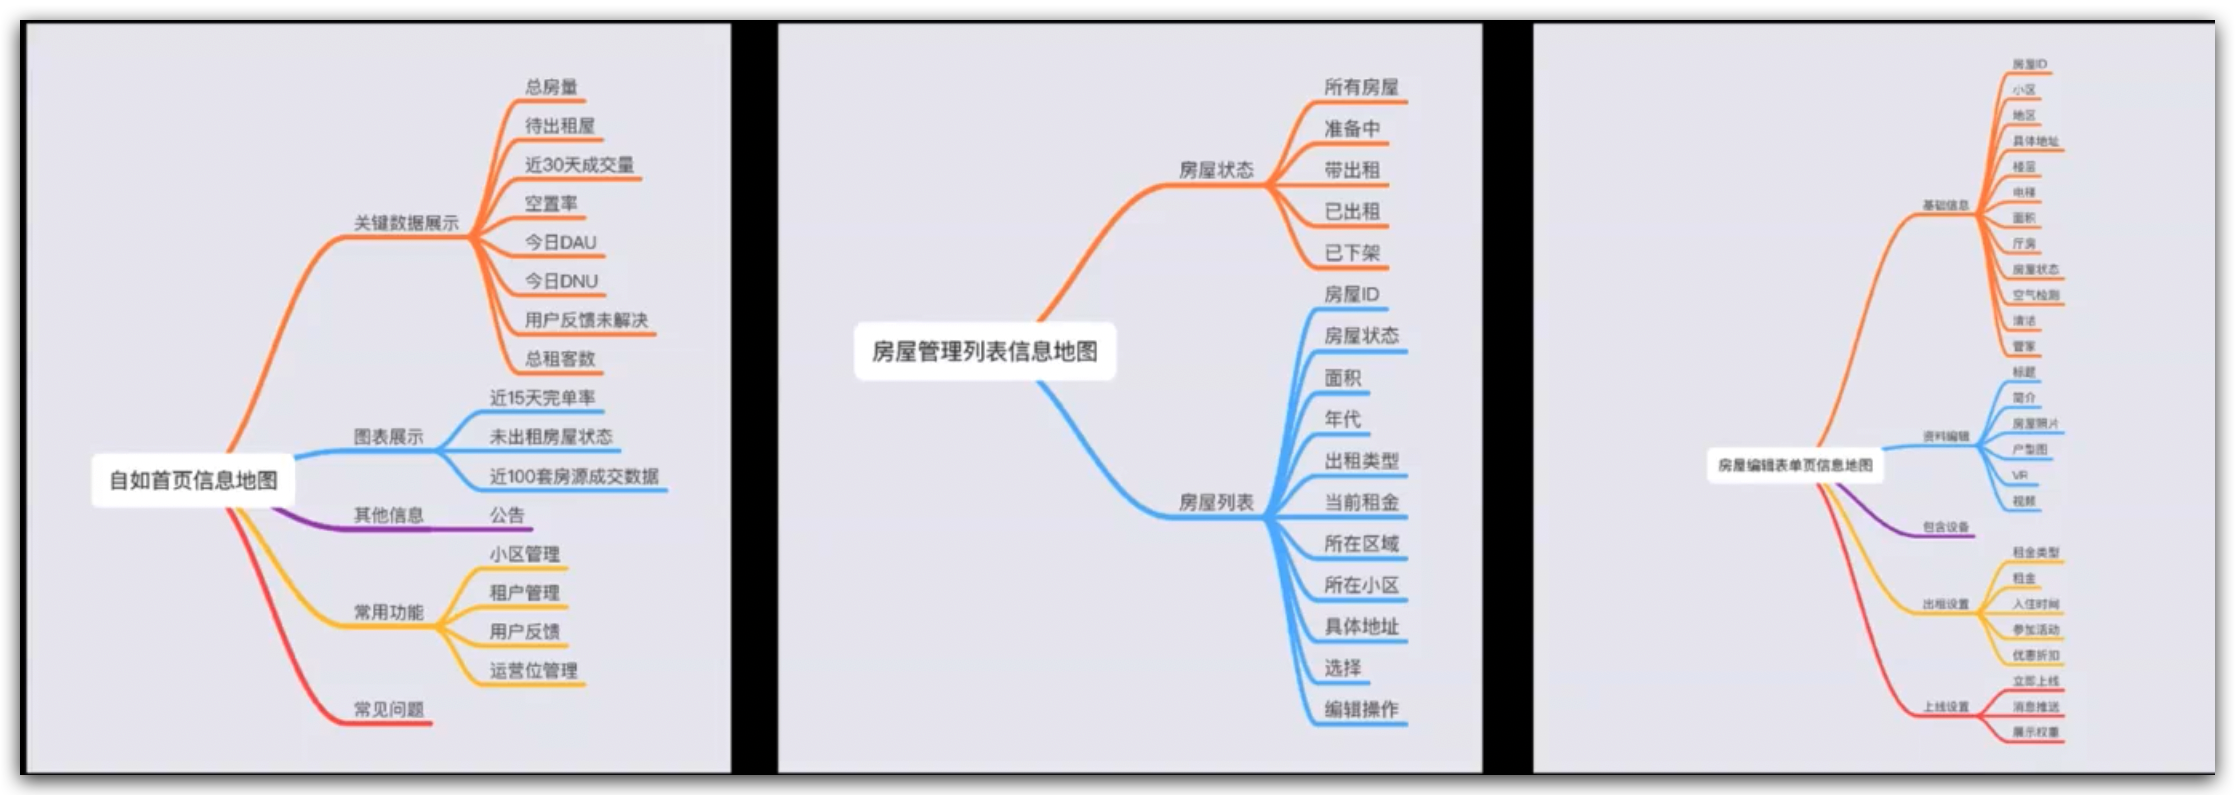 自如首页信息地图
关键数据展示
总房量
待出租屋
近30天成交量
空置率
今日DAU
今日DNU
用户反馈未解决
总租客数
图表展示
近15天完单率
未出租房屋状态
近100套房源成交数据
其他信息
公告
常用功能
小区管理
租户管理
用户反馈
运营位管理
常见问题
房屋管理列表信息地图
房屋状态
所有房屋
准备中
带出租
已出租
已下架
房屋列表
房屋ID
房屋状态
面积
年代
出租类型
当前租金
所在区域
所在小区
具体地址
选择
编辑操作
房屋编辑表单页信息地图
基础信息
房屋ID
小区
地区
具体地址
楼层
电梯
面积
厅房
房屋状态
空气检测
清洁
管家
资料编辑
标题
简介
房屋照片
户型图
VR
视频
包含设备
出租设置
租金类型
租金
入住时间
参加活动
优惠折扣
上线设置
立即上线
消息推送
展示权重